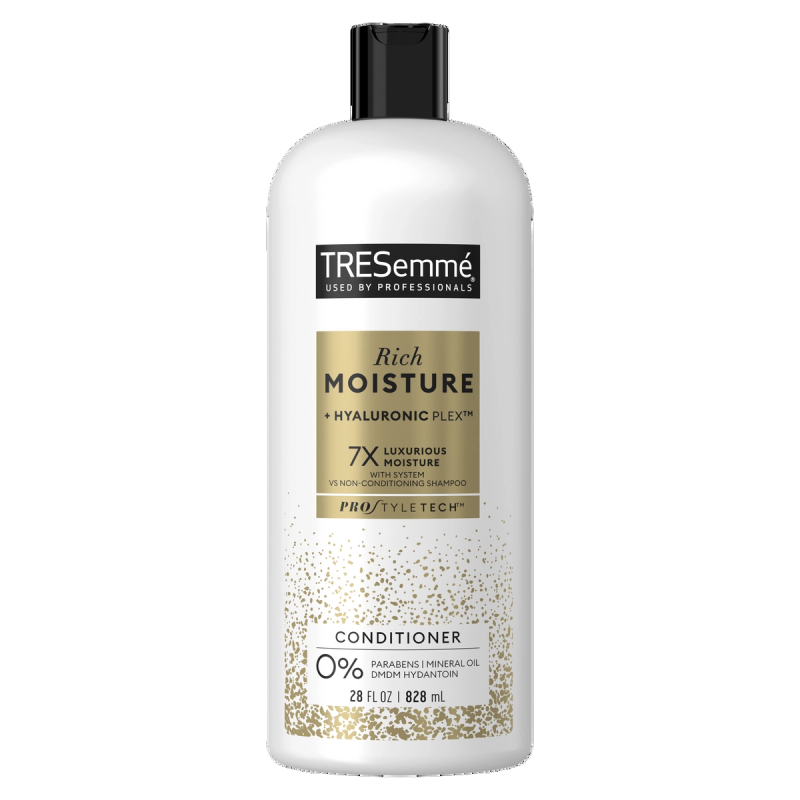 TRESemmé®
USED BY PROFESSIONALS
Rich
MOISTURE
+ HYALURONIC PLEX™
7X LUXURIOUS
MOISTURE
WITH SYSTEM
VS NON-CONDITIONING SHAMPOO
PROSTYLETECH™
CONDITIONER
0% PARABENS | MINERAL OIL
DMDM HYDANTOIN
28 FL OZ | 828 mL